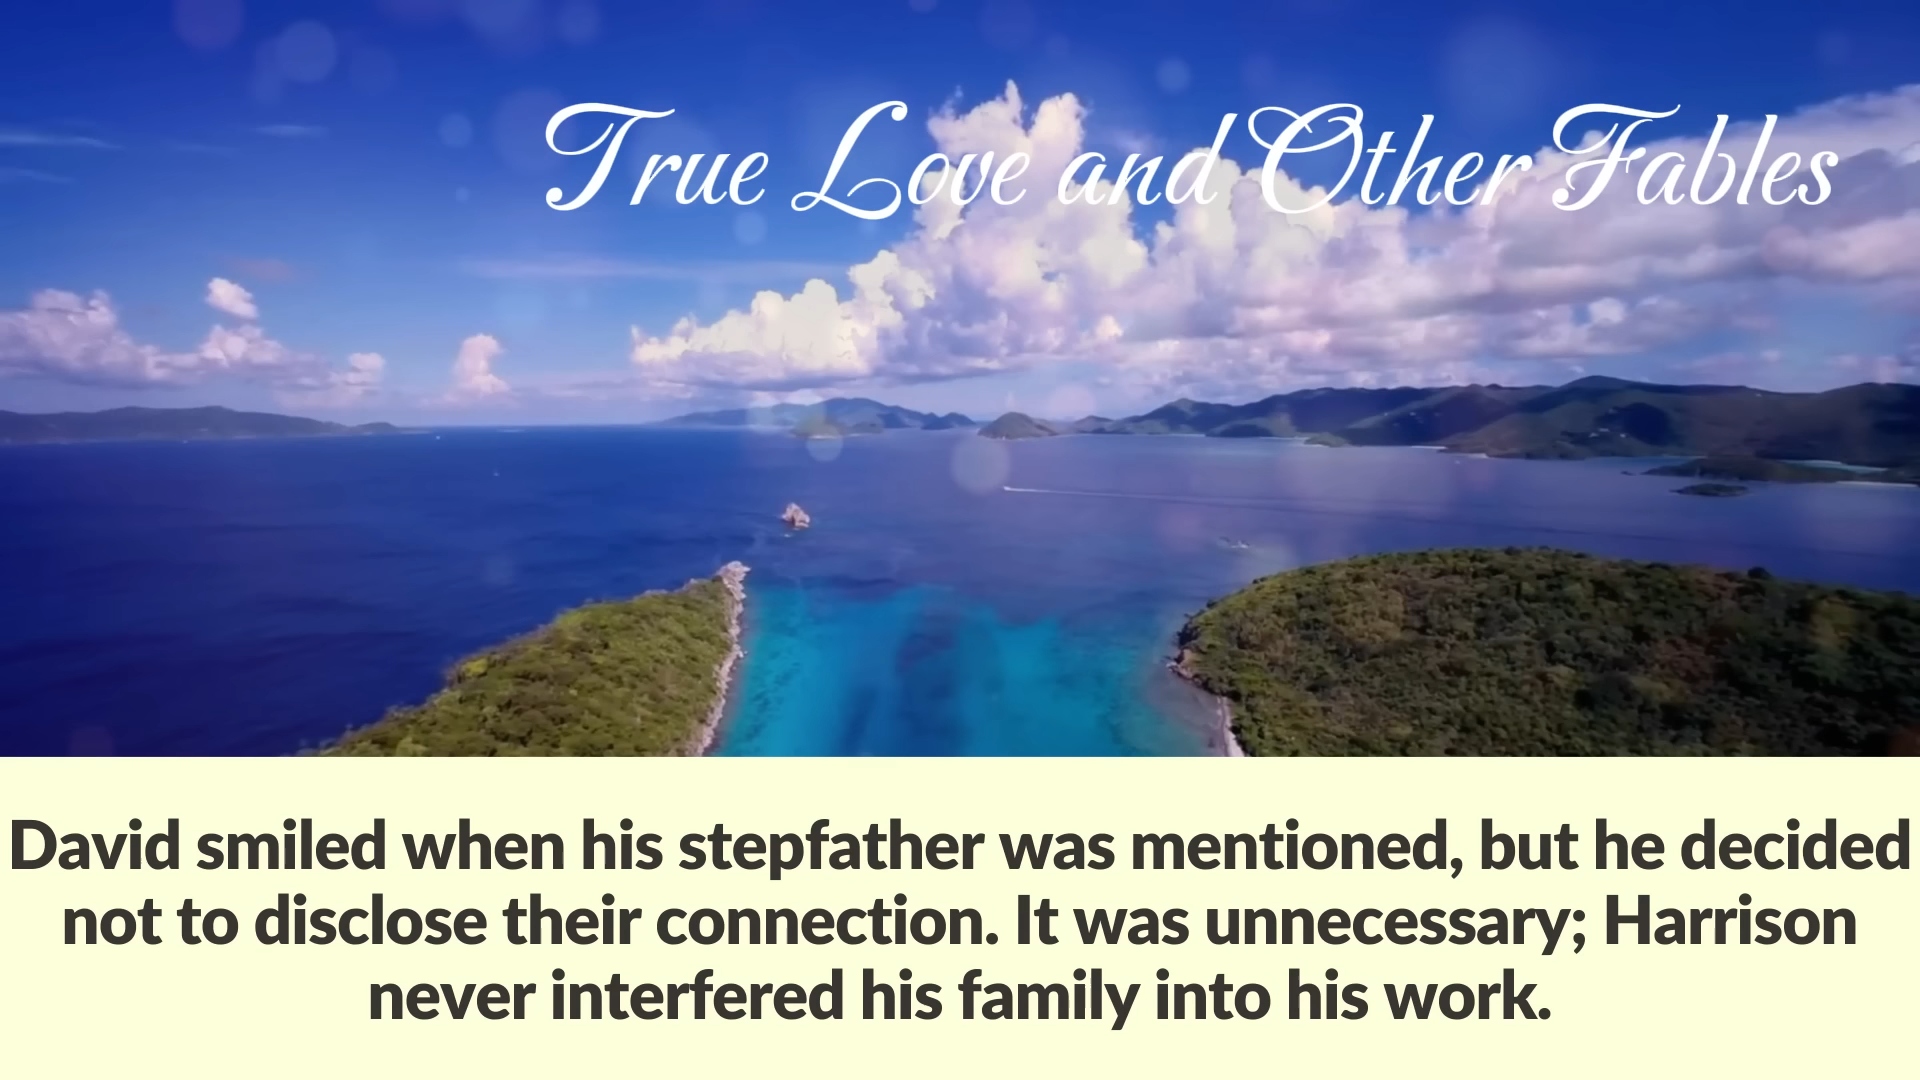 True Love and Other Fables
David smiled when his stepfather was mentioned, but he decided
not to disclose their connection. It was unnecessary; Harrison
never interfered his family into his work.